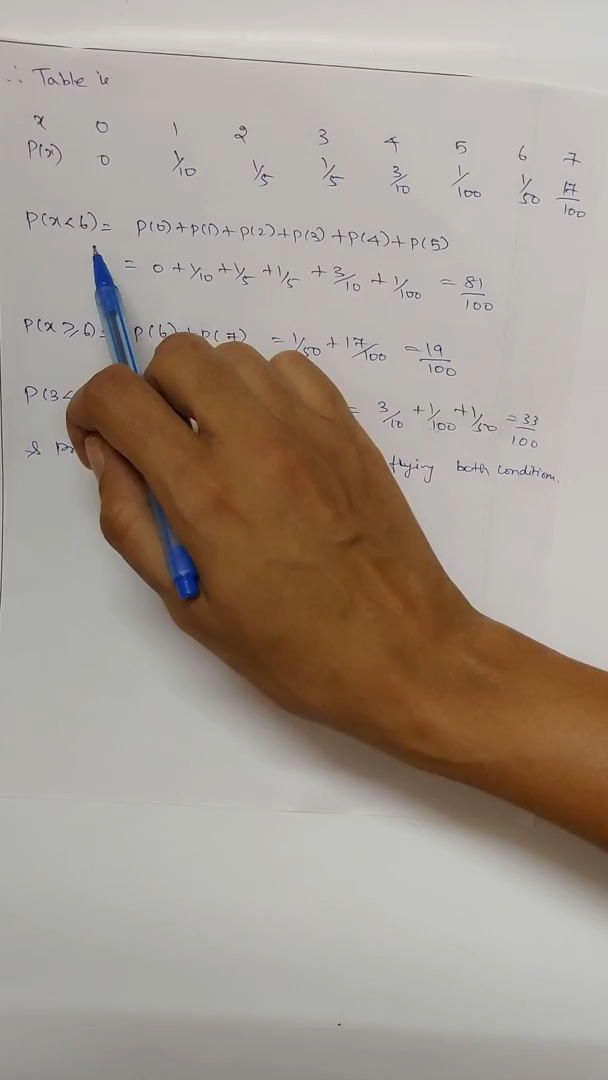 ∴ Table is
x 0 1 2 3 4 5 6 7
P(x) 0 1/10 1/5 1/5 3/10 1/100 1/50 17/100
P(x<6) = P(0)+P(1)+P(2)+P(3)+P(4)+P(5)
= 0 + 1/10 + 1/5 + 1/5 + 3/10 + 1/100 = 81/100
P(x ≥ 6) = P(6) + P(7) = 1/50 + 17/100 = 19/100
P(3< = 3/10 + 1/100 + 1/50 = 33/100
both condition.